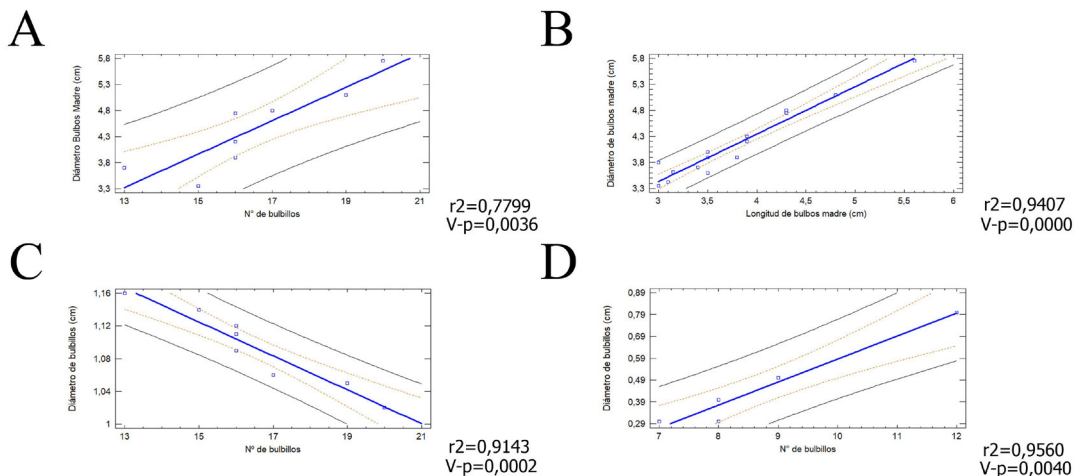 A
Diámetro Bulbos Madre (cm)
5,8
5,3
4,8
4,3
3,8
3,3
13 15 17 19 21
N° de bulbillos
r2=0,7799
V-p=0,0036
B
Diámetro de bulbos madre (cm)
5,8
5,3
4,8
4,3
3,8
3,3
3 3,5 4 4,5 5 5,5 6
Longitud de bulbos madre (cm)
r2=0,9407
V-p=0,0000
C
Diámetro de bulbillos (cm)
1,16
1,12
1,08
1,04
1
13 15 17 19 21
Nº de bulbillos
r2=0,9143
V-p=0,0002
D
Diámetro de bulbillos (cm)
0,89
0,79
0,69
0,59
0,49
0,39
0,29
7 8 9 10 11 12
N° de bulbillos
r2=0,9560
V-p=0,0040